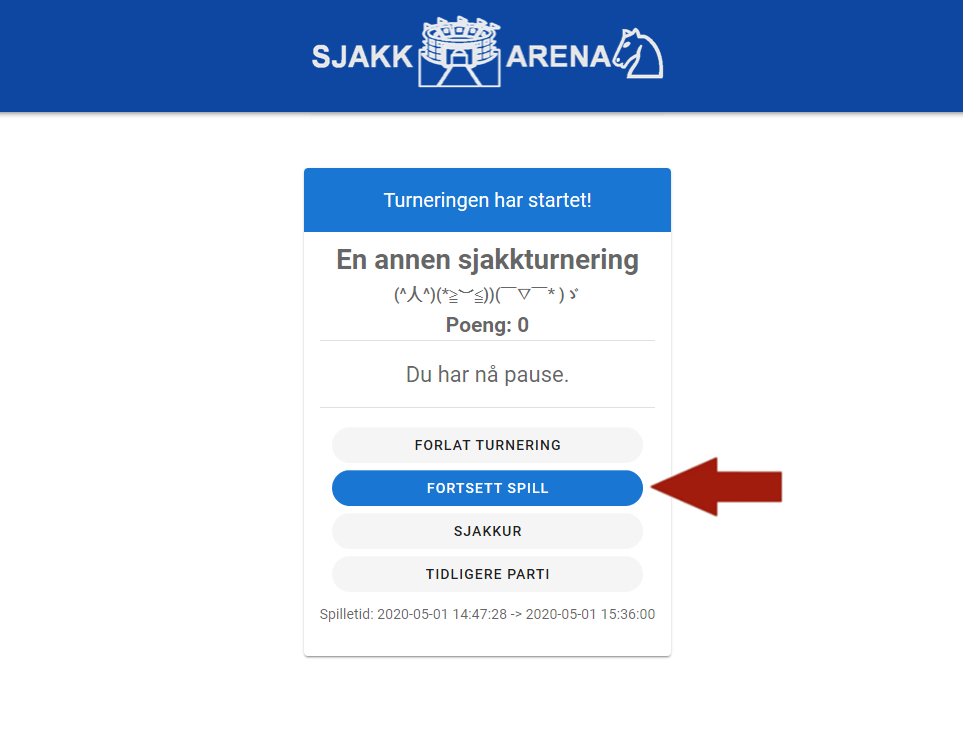 SJAKK ARENA
Turneringen har startet!
En annen sjakkturnering
(^人^)(*≧︶≦))(￣▽￣* )ゞ
Poeng: 0
Du har nå pause.
FORLAT TURNERING
FORTSETT SPILL
SJAKKUR
TIDLIGERE PARTI
Spilletid: 2020-05-01 14:47:28 -> 2020-05-01 15:36:00